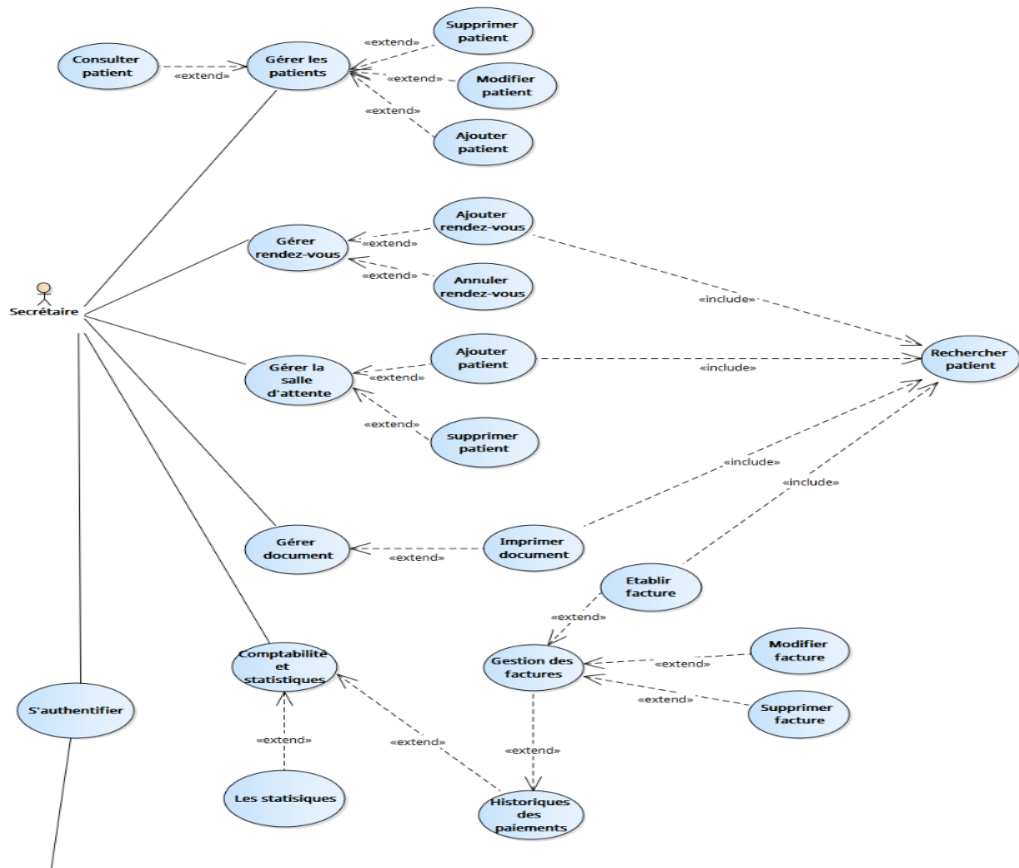 Supprimer
patient
«extend»
Consulter
patient
«extend»
Gérer les
patients
«extend»
Modifier
patient
«extend»
Ajouter
patient
Ajouter
rendez-vous
Gérer
rendez-vous
«extend»
«extend»
Annuler
rendez-vous
«include»
Secrétaire
Ajouter
patient
«include»
Rechercher
patient
Gérer la
salle
d'attente
«extend»
«extend»
supprimer
patient
«include»
«include»
Gérer
document
«extend»
Imprimer
document
Etablir
facture
«extend»
Comptabilité
et
statistiques
Gestion des
factures
«extend»
Modifier
facture
«extend»
Supprimer
facture
S'authentifier
«extend»
«extend»
«extend»
Les statisiques
Historiques
des
paiements